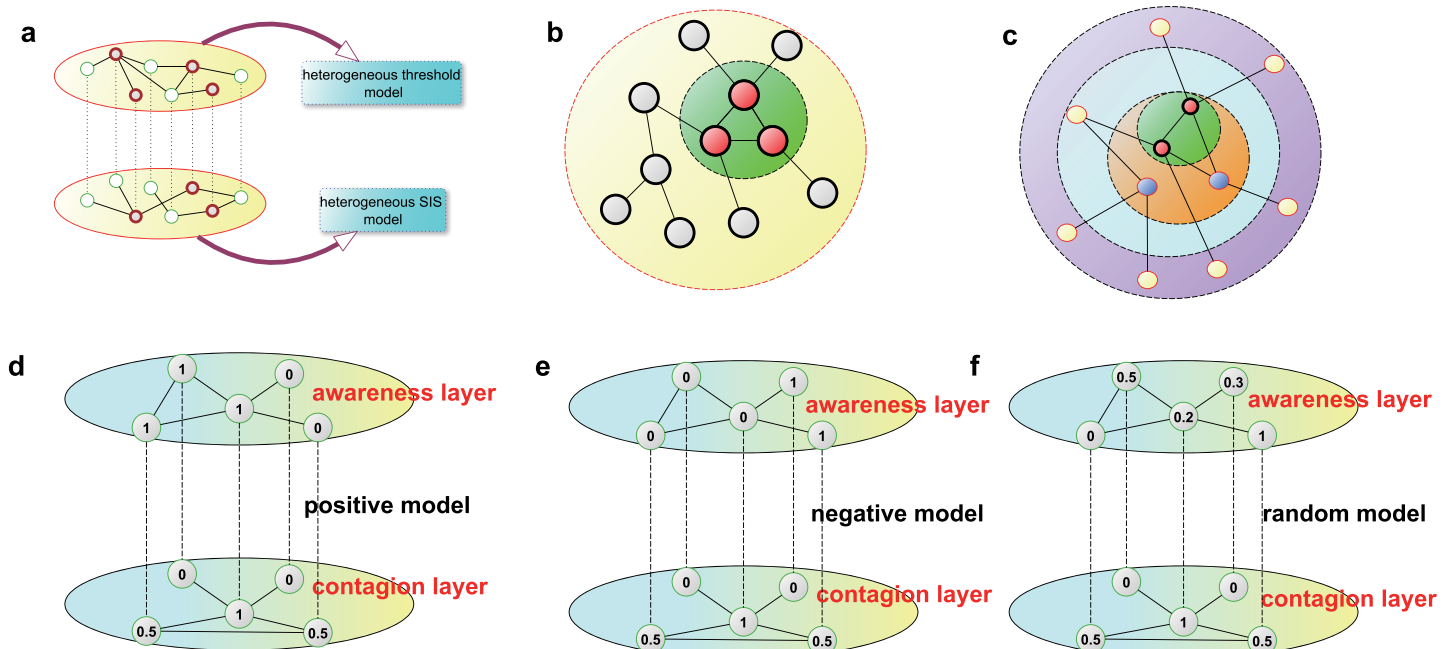 a
heterogeneous threshold
model
heterogeneous SIS
model
b
c
d
1
0
awareness layer
1
1
0
positive model
0
0
contagion layer
1
0.5
0.5
e
0
1
awareness layer
0
0
1
negative model
0
0
contagion layer
1
0.5
0.5
f
0.5
0.3
awareness layer
0.2
0
1
random model
0
0
contagion layer
1
0.5
0.5